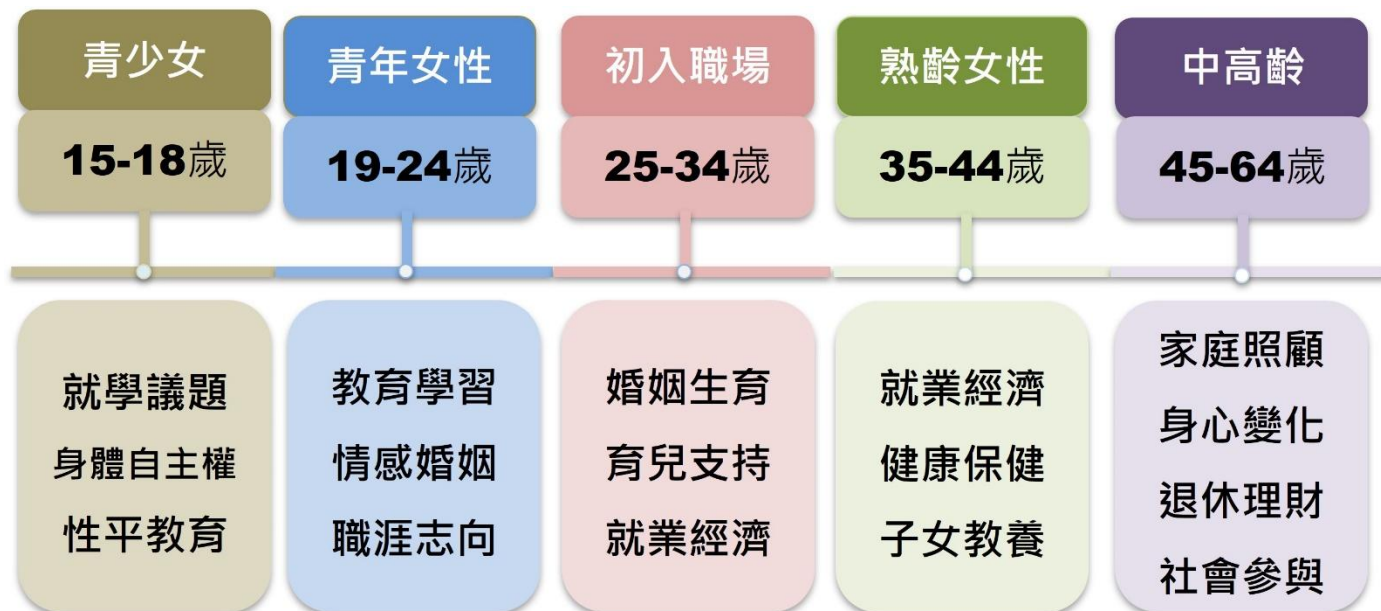 青少女
15-18歲
就學議題
身體自主權
性平教育
青年女性
19-24歲
教育學習
情感婚姻
職涯志向
初入職場
25-34歲
婚姻生育
育兒支持
就業經濟
熟齡女性
35-44歲
就業經濟
健康保健
子女教養
中高齡
45-64歲
家庭照顧
身心變化
退休理財
社會參與